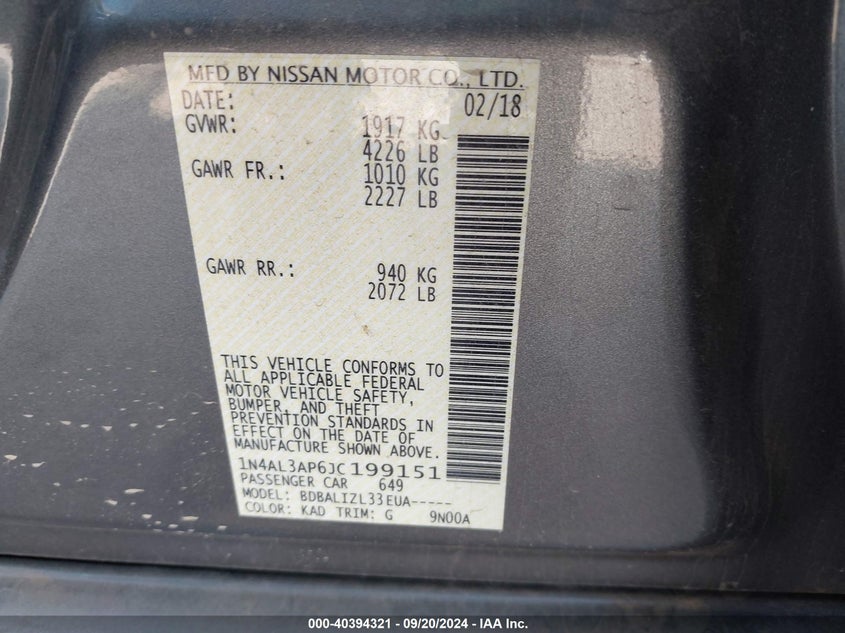 MFD BY NISSAN MOTOR CO., LTD.
DATE: 02/18
GVWR: 1917 KG
4226 LB
GAWR FR.: 1010 KG
2227 LB
GAWR RR.: 940 KG
2072 LB
THIS VEHICLE CONFORMS TO
ALL APPLICABLE FEDERAL
MOTOR VEHICLE SAFETY,
BUMPER, AND THEFT
PREVENTION STANDARDS IN
EFFECT ON THE DATE OF
MANUFACTURE SHOWN ABOVE.
1N4AL3AP6JC199151
PASSENGER CAR 649
MODEL: BDBALIZL33EUA-----
COLOR: KAD TRIM: G 9N00A
000-40394321 - 09/20/2024 - IAA Inc.